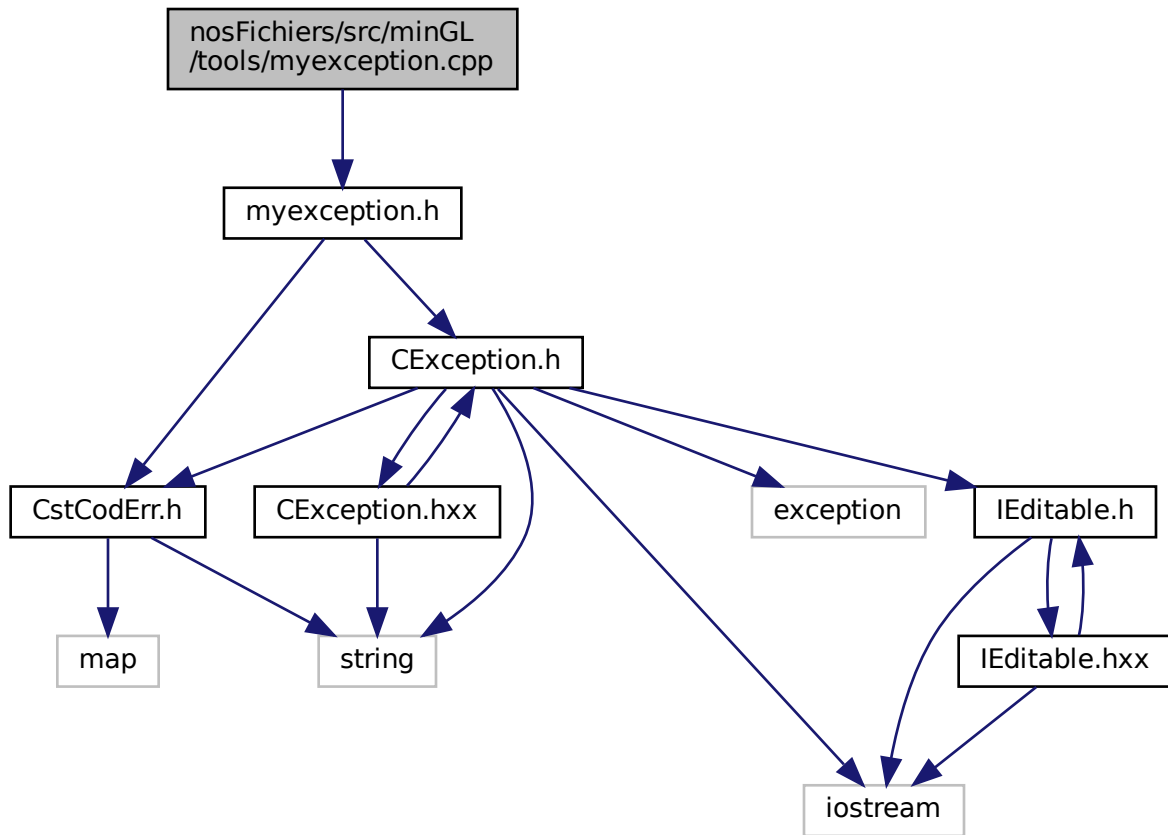 nosFichiers/src/minGL
/tools/myexception.cpp
myexception.h
CException.h
CstCodErr.h
CException.hxx
exception
IEditable.h
map
string
IEditable.hxx
iostream